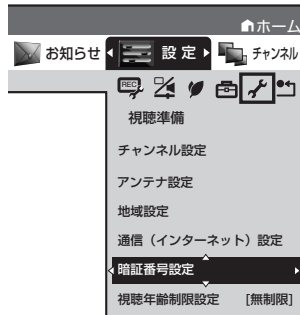 ホーム
お知らせ 設定 チャンネル
REC
視聴準備
チャンネル設定
アンテナ設定
地域設定
通信（インターネット）設定
暗証番号設定
視聴年齢制限設定 [無制限]